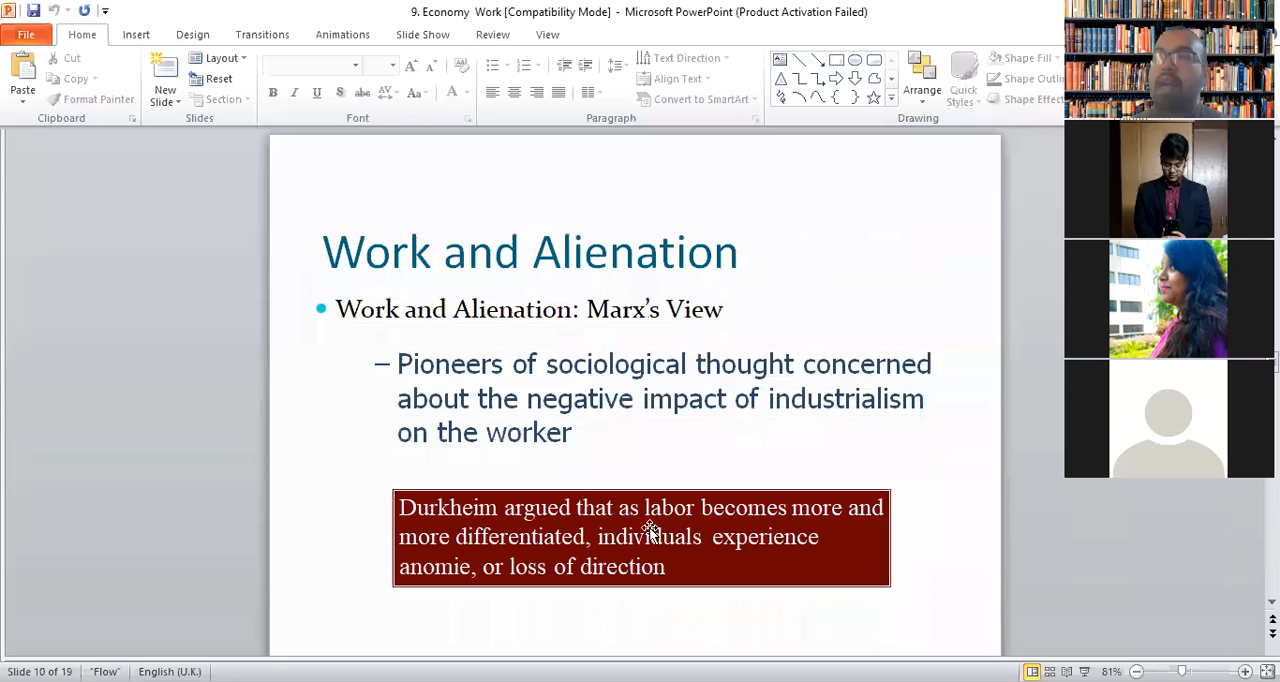 9. Economy Work [Compatibility Mode] - Microsoft PowerPoint (Product Activation Failed)
File Home Insert Design Transitions Animations Slide Show Review View
Paste
Cut
Copy
Format Painter
Clipboard
New Slide
Layout
Reset
Section
Slides
B I U S abc AV Aa A
Font
Text Direction
Align Text
Convert to SmartArt
Paragraph
Arrange
Quick Styles
Shape Fill
Shape Outlin
Shape Effect
Drawing
Work and Alienation
• Work and Alienation: Marx's View
– Pioneers of sociological thought concerned
about the negative impact of industrialism
on the worker
Durkheim argued that as labor becomes more and
more differentiated, individuals experience
anomie, or loss of direction
Slide 10 of 19 "Flow" English (U.K.) 81%